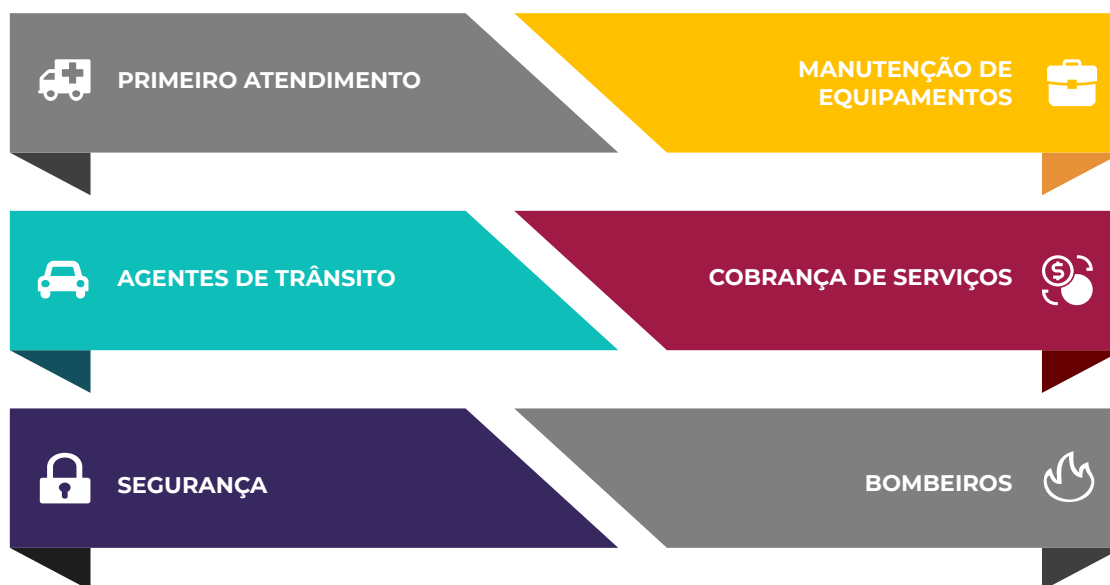 PRIMEIRO ATENDIMENTO
MANUTENÇÃO DE
EQUIPAMENTOS
AGENTES DE TRÂNSITO
COBRANÇA DE SERVIÇOS
$
SEGURANÇA
BOMBEIROS